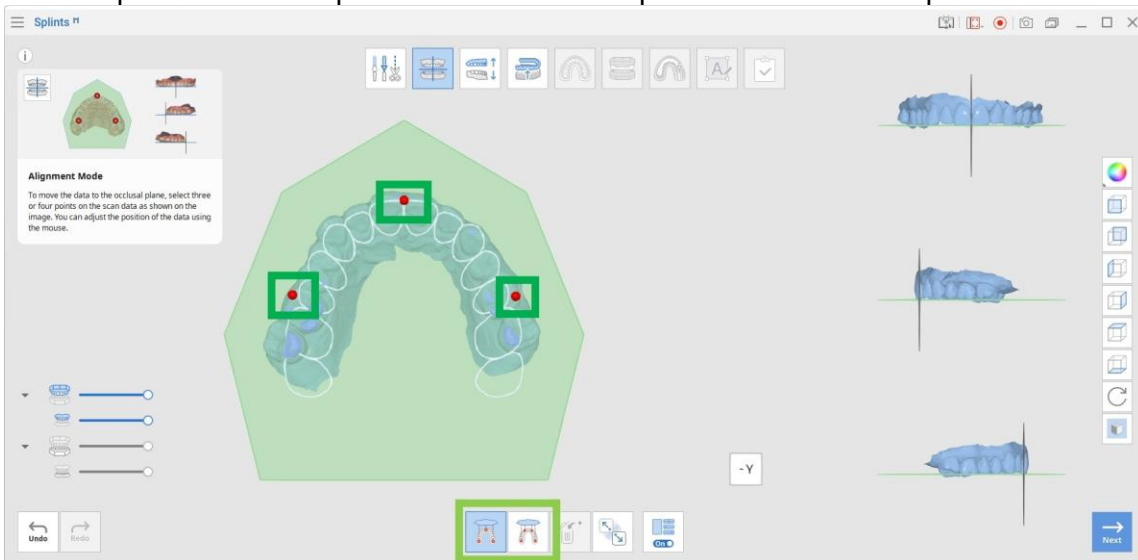 Splints
i
Alignment Mode
To move the data to the occlusal plane, select three
or four points on the scan data as shown on the
image. You can adjust the position of the data using
the mouse.
A
-Y
Undo
Redo
On
Next